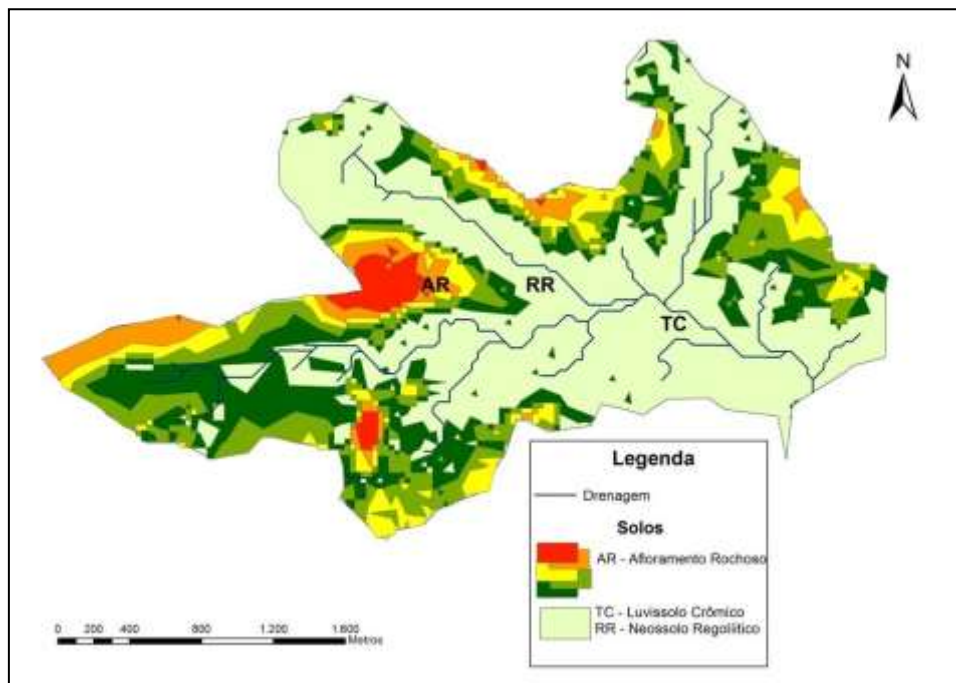 N
AR
RR
TC
Legenda
Drenagem
Solos
AR - Afloramento Rochoso
TC - Luvissolo Crômico
RR - Neossolo Regolítico
0 200 400 800 1.200 1.600
Metros